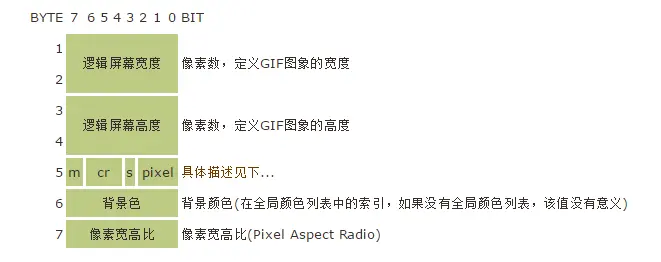 BYTE 7 6 5 4 3 2 1 0 BIT
1
逻辑屏幕宽度 像素数，定义GIF图象的宽度
2
3
逻辑屏幕高度 像素数，定义GIF图象的高度
4
5 m cr s pixel 具体描述见下...
6 背景色 背景颜色(在全局颜色列表中的索引，如果没有全局颜色列表，该值没有意义)
7 像素宽高比 像素宽高比(Pixel Aspect Radio)